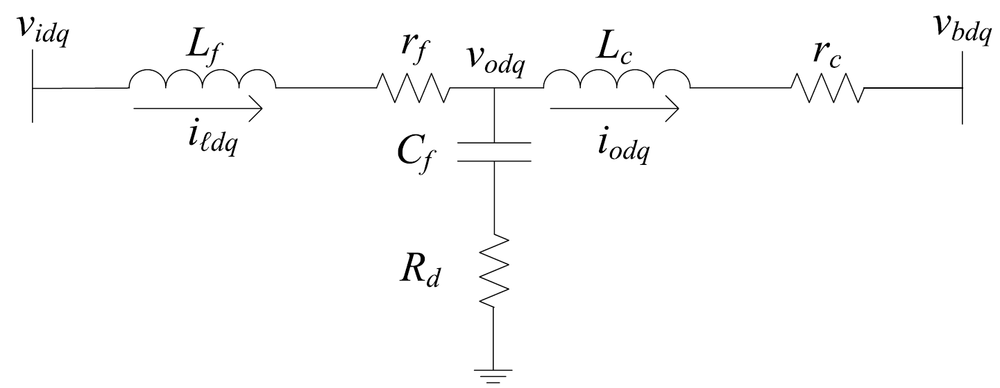 v_idq
L_f
r_f
v_odq
L_c
r_c
v_bdq
i_ℓdq
C_f
i_odq
R_d